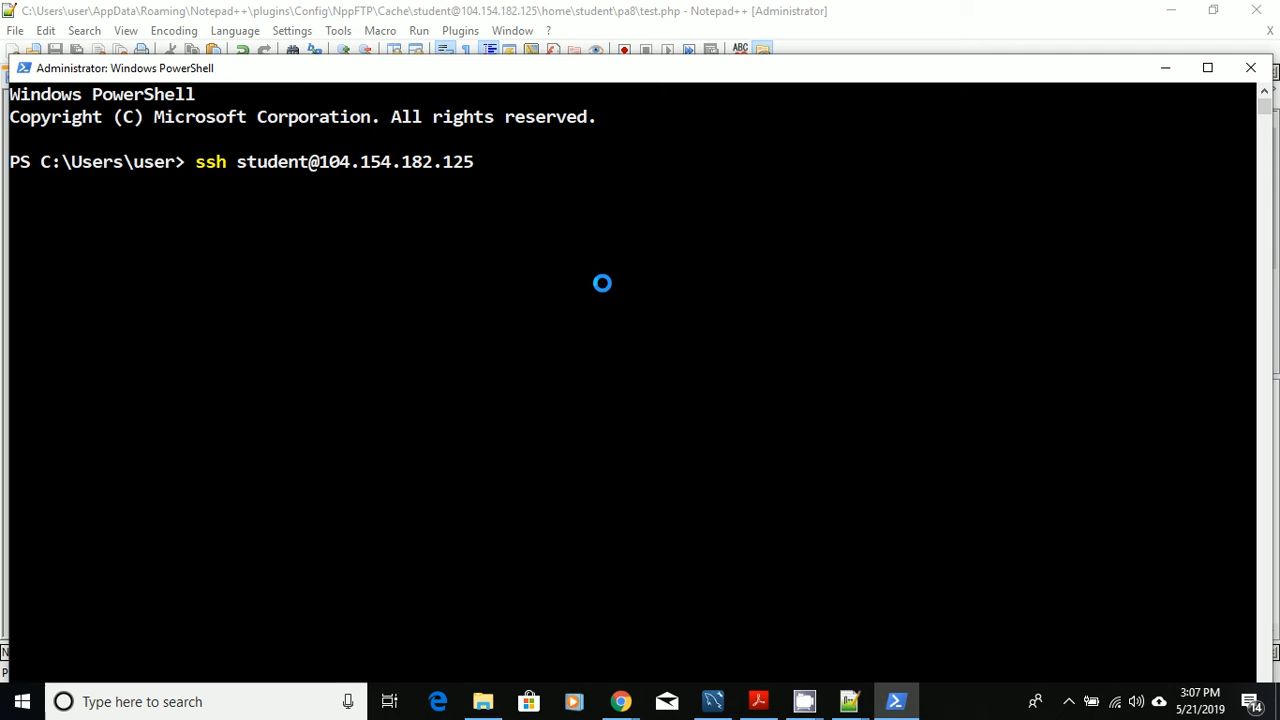 C:\Users\user\AppData\Roaming\Notepad++\plugins\Config\NppFTP\Cache\student@104.154.182.125\home\student\pa8\test.php - Notepad++ [Administrator]
File Edit Search View Encoding Language Settings Tools Macro Run Plugins Window ? X
ABC
Administrator: Windows PowerShell
Windows PowerShell
Copyright (C) Microsoft Corporation. All rights reserved.
PS C:\Users\user> ssh student@104.154.182.125
Type here to search
3:07 PM
5/21/2019
14